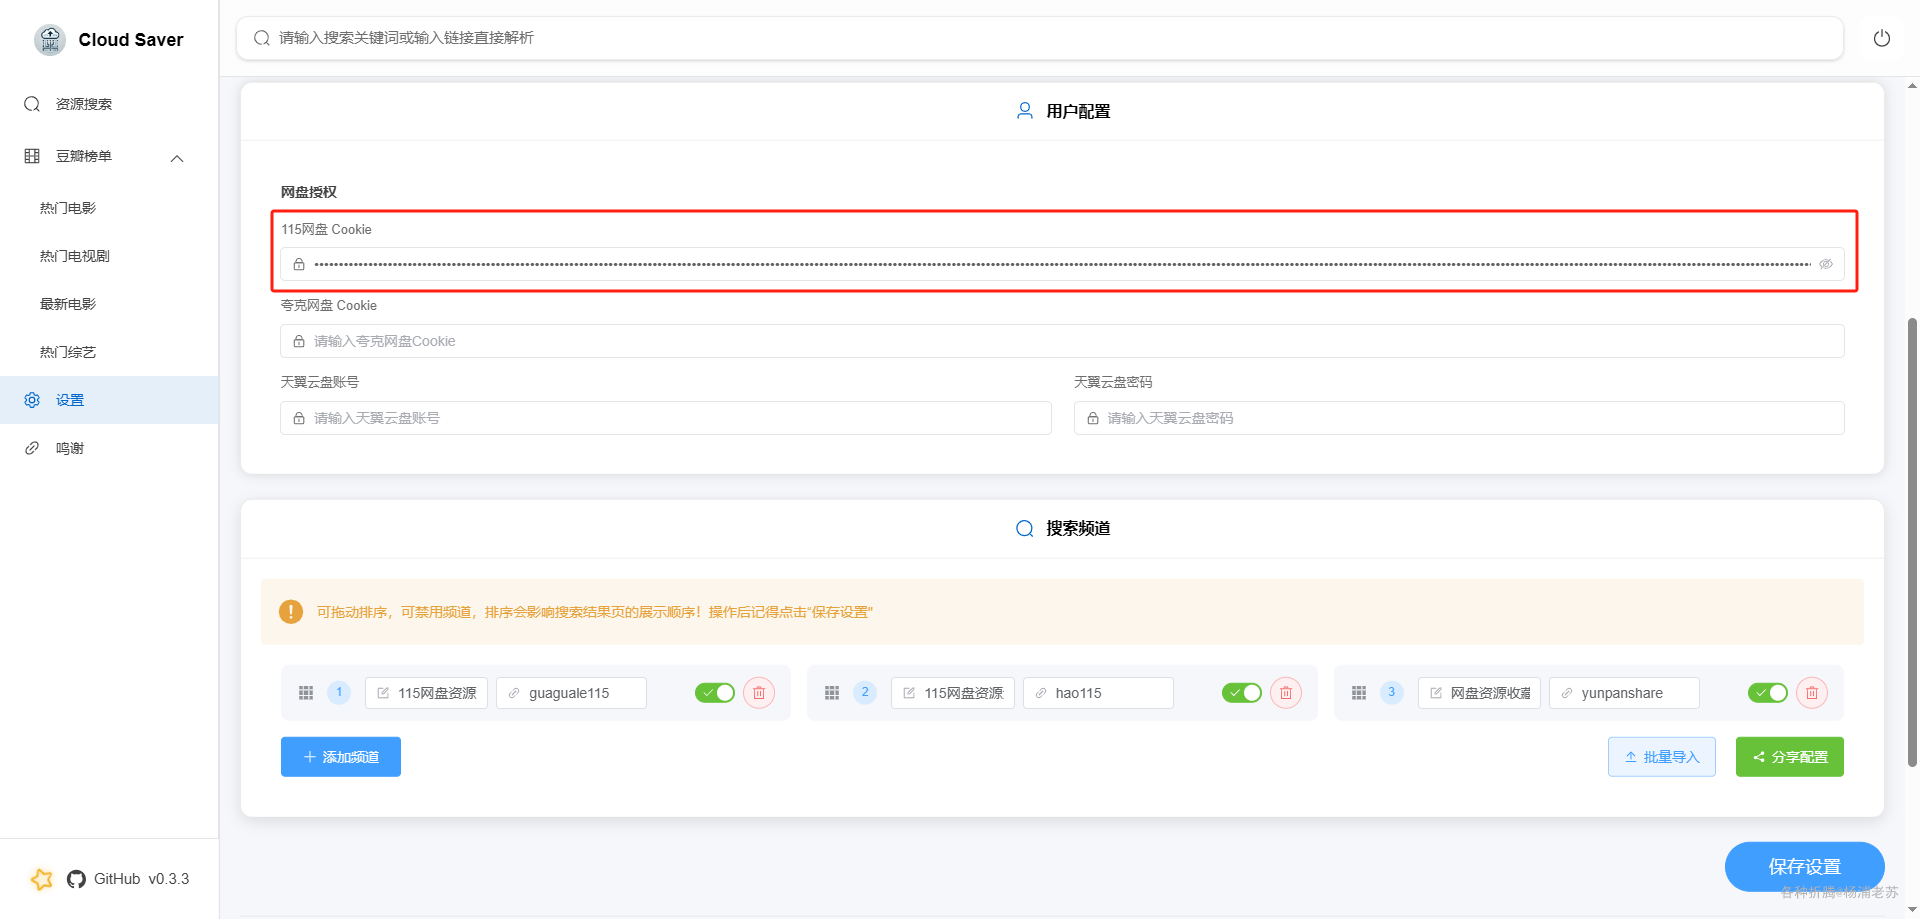 Cloud Saver
请输入搜索关键词或输入链接直接解析
资源搜索
豆瓣榜单
热门电影
热门电视剧
最新电影
热门综艺
设置
鸣谢
GitHub v0.3.3
用户配置
网盘授权
115网盘 Cookie
夸克网盘 Cookie
请输入夸克网盘Cookie
天翼云盘账号
天翼云盘密码
请输入天翼云盘账号
请输入天翼云盘密码
搜索频道
可拖动排序，可禁用频道，排序会影响搜索结果页的展示顺序！操作后记得点击“保存设置”
1 115网盘资源 guaguale115
2 115网盘资源 hao115
3 网盘资源收藏 yunpanshare
添加频道
批量导入
分享配置
保存设置
各种折腾@杨浦老苏